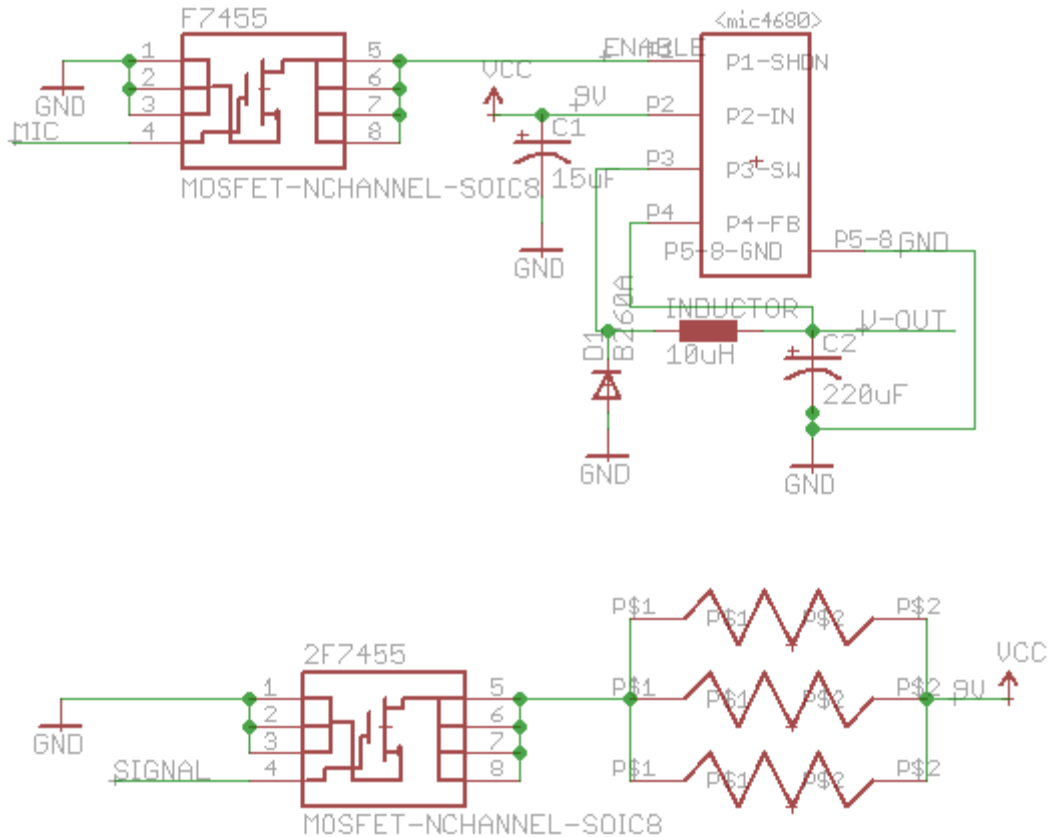 F7455
<mic4680>
1
2
3
4
5
6
7
8
GND
MIC
MOSFET-NCHANNEL-SOIC8
ENABLE
P1-SHDN
VCC
9V
P2
P2-IN
C1
15uF
GND
P3
P3-SW
P4
P4-FB
P5-8-GND
P5-8
GND
D1
B260A
INDUCTOR
10uH
V-OUT
C2
220uF
GND
GND
2F7455
1
2
3
4
5
6
7
8
GND
SIGNAL
MOSFET-NCHANNEL-SOIC8
P$1
P$1
P$2
P$2
P$1
P$1
P$2
P$2
9V
VCC
P$1
P$1
P$2
P$2